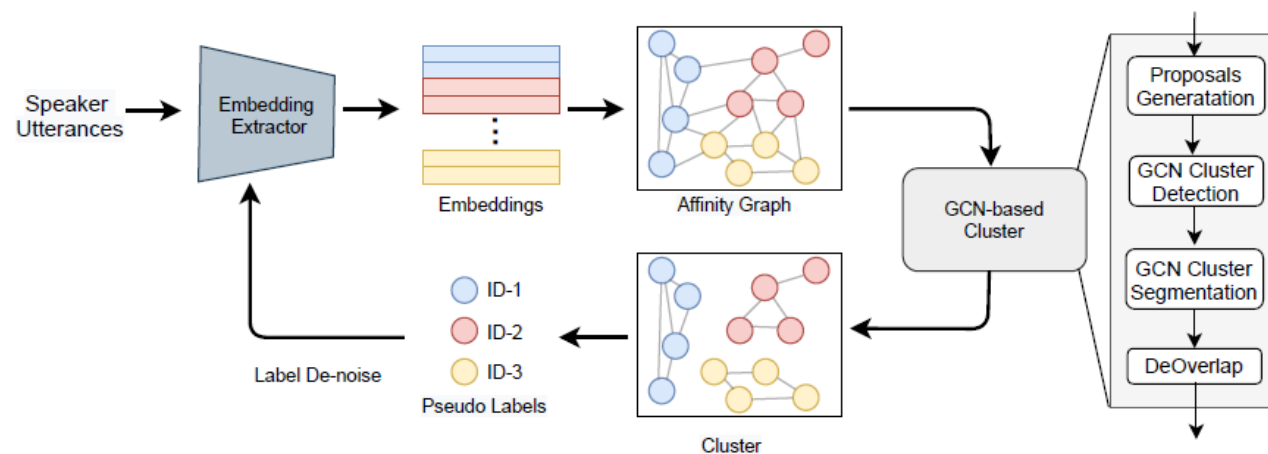 Speaker
Utterances
Embedding
Extractor
Embeddings
Affinity Graph
GCN-based
Cluster
Proposals
Generatation
GCN Cluster
Detection
GCN Cluster
Segmentation
DeOverlap
Cluster
ID-1
ID-2
ID-3
Pseudo Labels
Label De-noise